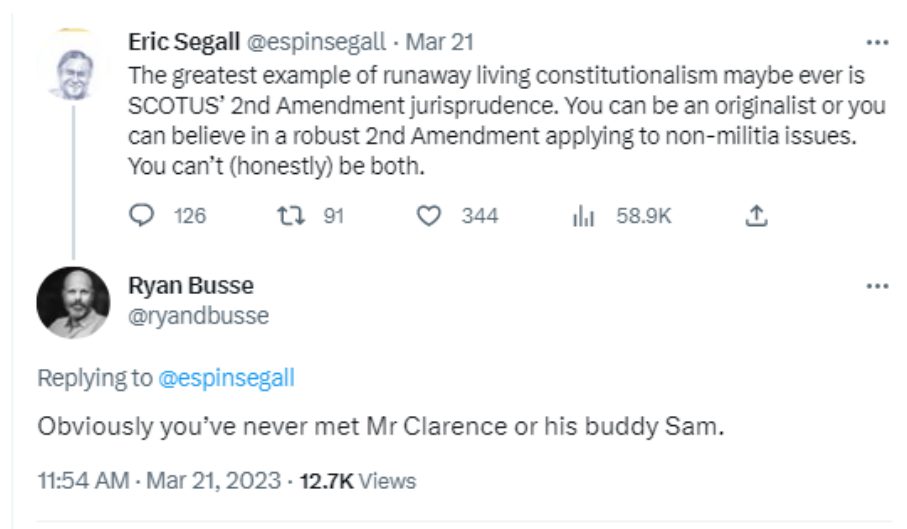 Eric Segall @espinsegall · Mar 21
The greatest example of runaway living constitutionalism maybe ever is
SCOTUS’ 2nd Amendment jurisprudence. You can be an originalist or you
can believe in a robust 2nd Amendment applying to non-militia issues.
You can’t (honestly) be both.
126 91 344 58.9K
Ryan Busse
@ryandbusse
Replying to @espinsegall
Obviously you’ve never met Mr Clarence or his buddy Sam.
11:54 AM · Mar 21, 2023 · 12.7K Views